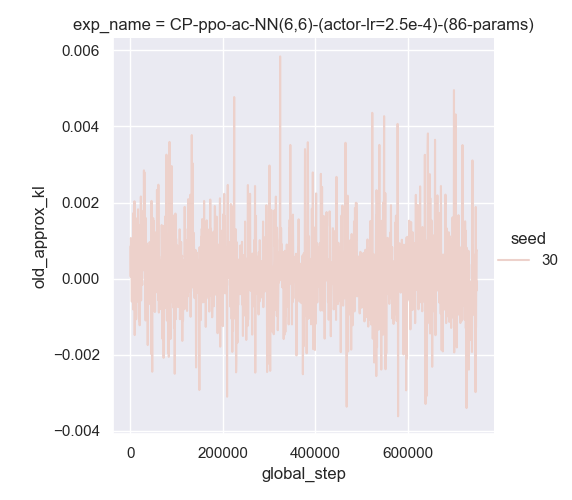 exp_name = CP-ppo-ac-NN(6,6)-(actor-lr=2.5e-4)-(86-params)
0.006
0.004
0.002
0.000
−0.002
−0.004
old_approx_kl
0
200000
400000
600000
global_step
seed
30